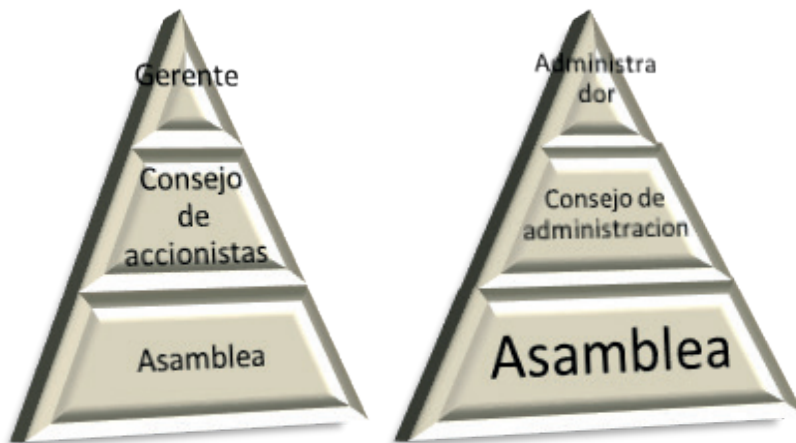 Gerente
Consejo
de
accionistas
Asamblea
Administra
dor
Consejo de
administracion
Asamblea